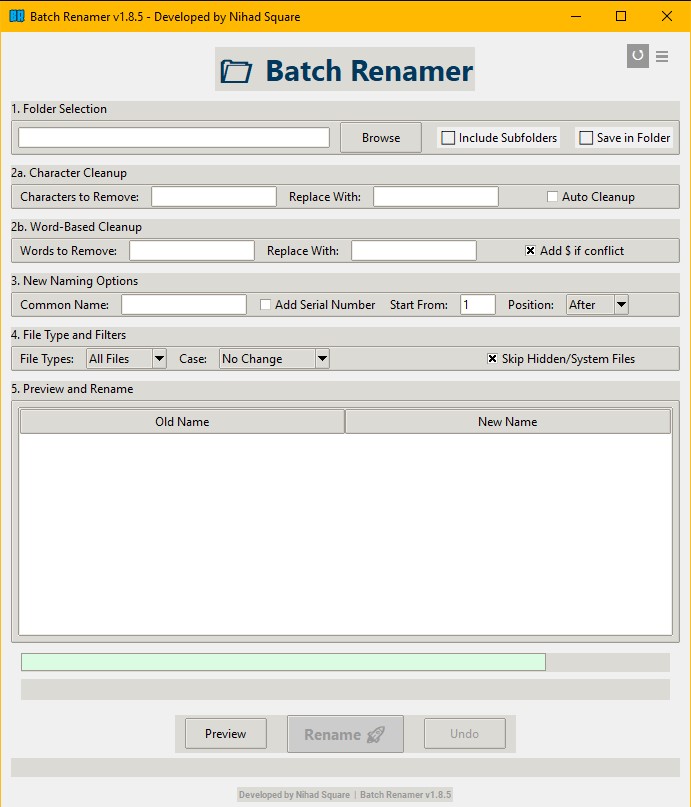 Batch Renamer v1.8.5 - Developed by Nihad Square
Batch Renamer
1. Folder Selection
Browse Include Subfolders Save in Folder
2a. Character Cleanup
Characters to Remove: Replace With: Auto Cleanup
2b. Word-Based Cleanup
Words to Remove: Replace With: Add $ if conflict
3. New Naming Options
Common Name: Add Serial Number Start From: 1 Position: After
4. File Type and Filters
File Types: All Files Case: No Change Skip Hidden/System Files
5. Preview and Rename
Old Name New Name
Preview Rename Undo
Developed by Nihad Square | Batch Renamer v1.8.5